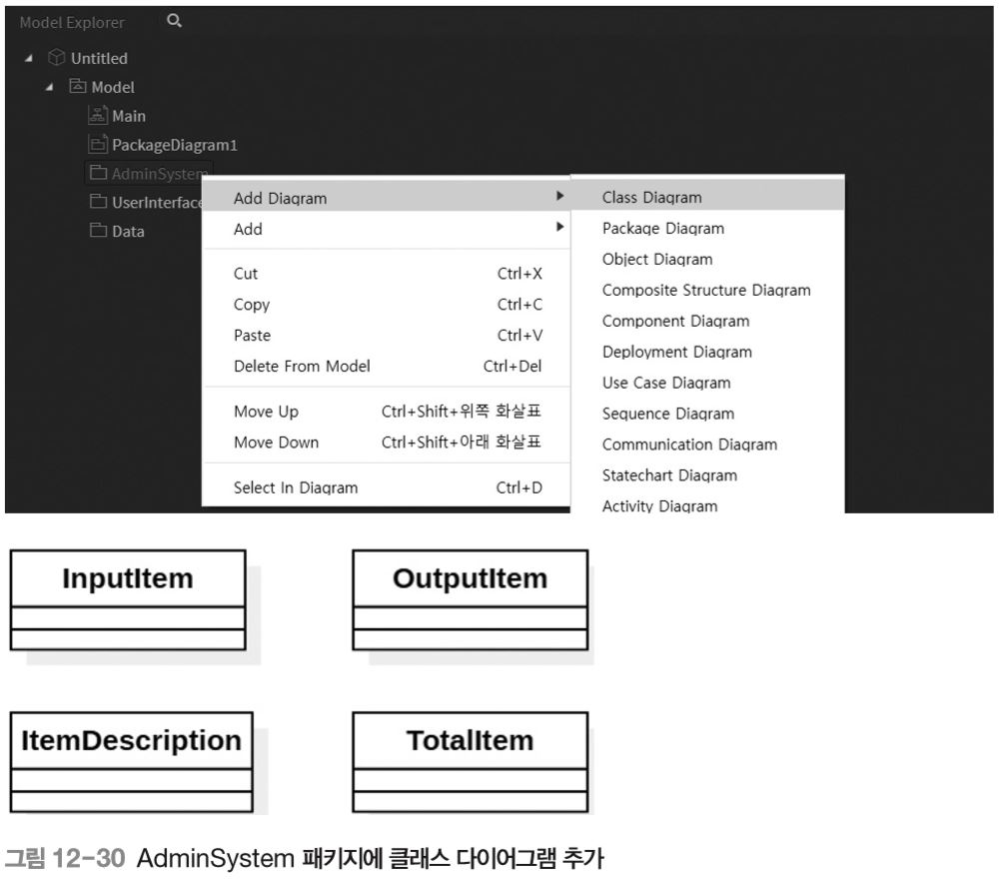 Model Explorer
Untitled
Model
Main
PackageDiagram1
AdminSystem
UserInterface
Data
Add Diagram
Add
Cut Ctrl+X
Copy Ctrl+C
Paste Ctrl+V
Delete From Model Ctrl+Del
Move Up Ctrl+Shift+위쪽 화살표
Move Down Ctrl+Shift+아래 화살표
Select In Diagram Ctrl+D
Class Diagram
Package Diagram
Object Diagram
Composite Structure Diagram
Component Diagram
Deployment Diagram
Use Case Diagram
Sequence Diagram
Communication Diagram
Statechart Diagram
Activity Diagram
InputItem
OutputItem
ItemDescription
TotalItem
그림 12-30 AdminSystem 패키지에 클래스 다이어그램 추가